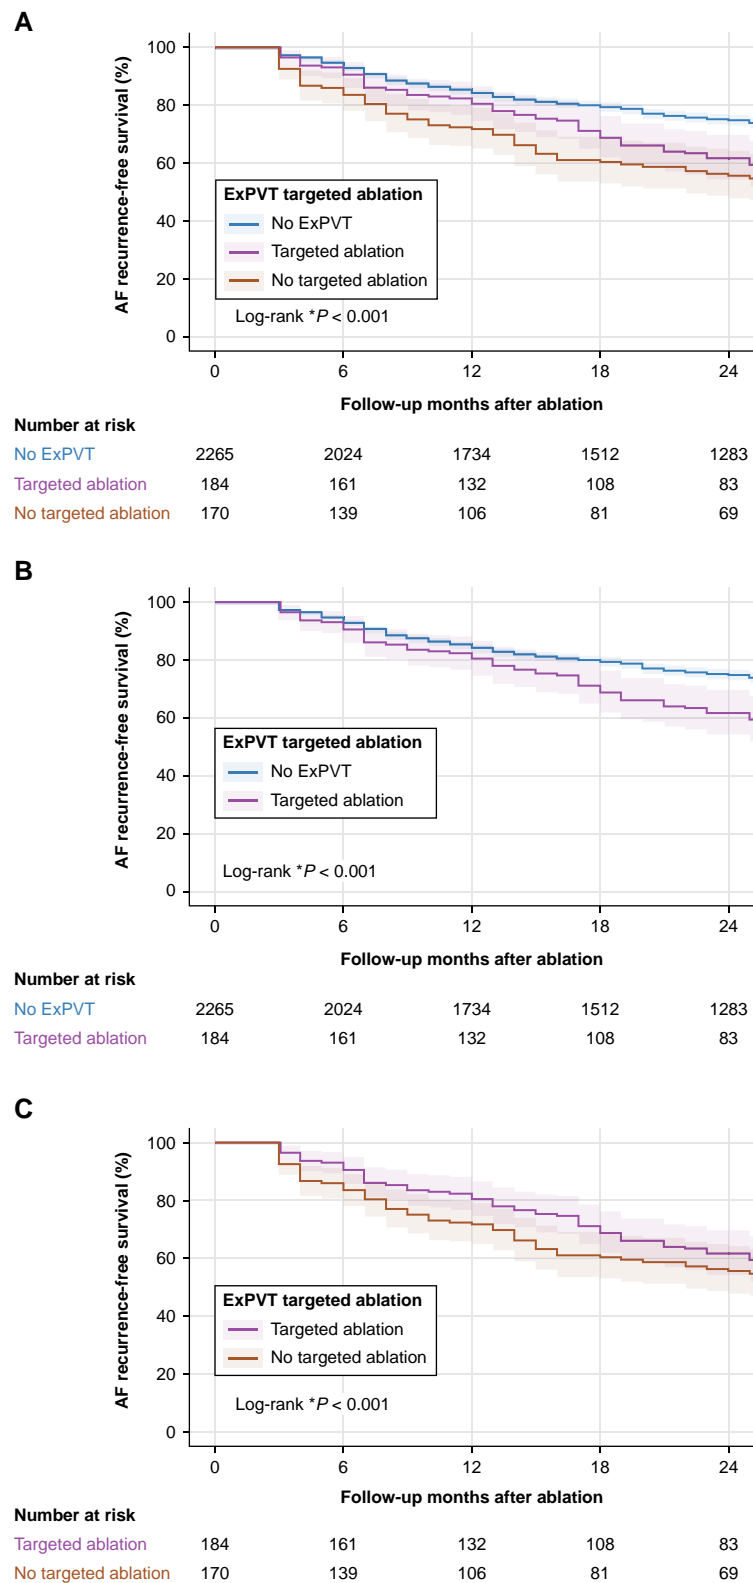 A
AF recurrence-free survival (%)
100
80
60
40
20
0
ExPVT targeted ablation
No ExPVT
Targeted ablation
No targeted ablation
Log-rank *P < 0.001
0 6 12 18 24
Follow-up months after ablation
Number at risk
No ExPVT 2265 2024 1734 1512 1283
Targeted ablation 184 161 132 108 83
No targeted ablation 170 139 106 81 69
B
AF recurrence-free survival (%)
100
80
60
40
20
0
ExPVT targeted ablation
No ExPVT
Targeted ablation
Log-rank *P < 0.001
0 6 12 18 24
Follow-up months after ablation
Number at risk
No ExPVT 2265 2024 1734 1512 1283
Targeted ablation 184 161 132 108 83
C
AF recurrence-free survival (%)
100
80
60
40
20
0
ExPVT targeted ablation
Targeted ablation
No targeted ablation
Log-rank *P < 0.001
0 6 12 18 24
Follow-up months after ablation
Number at risk
Targeted ablation 184 161 132 108 83
No targeted ablation 170 139 106 81 69